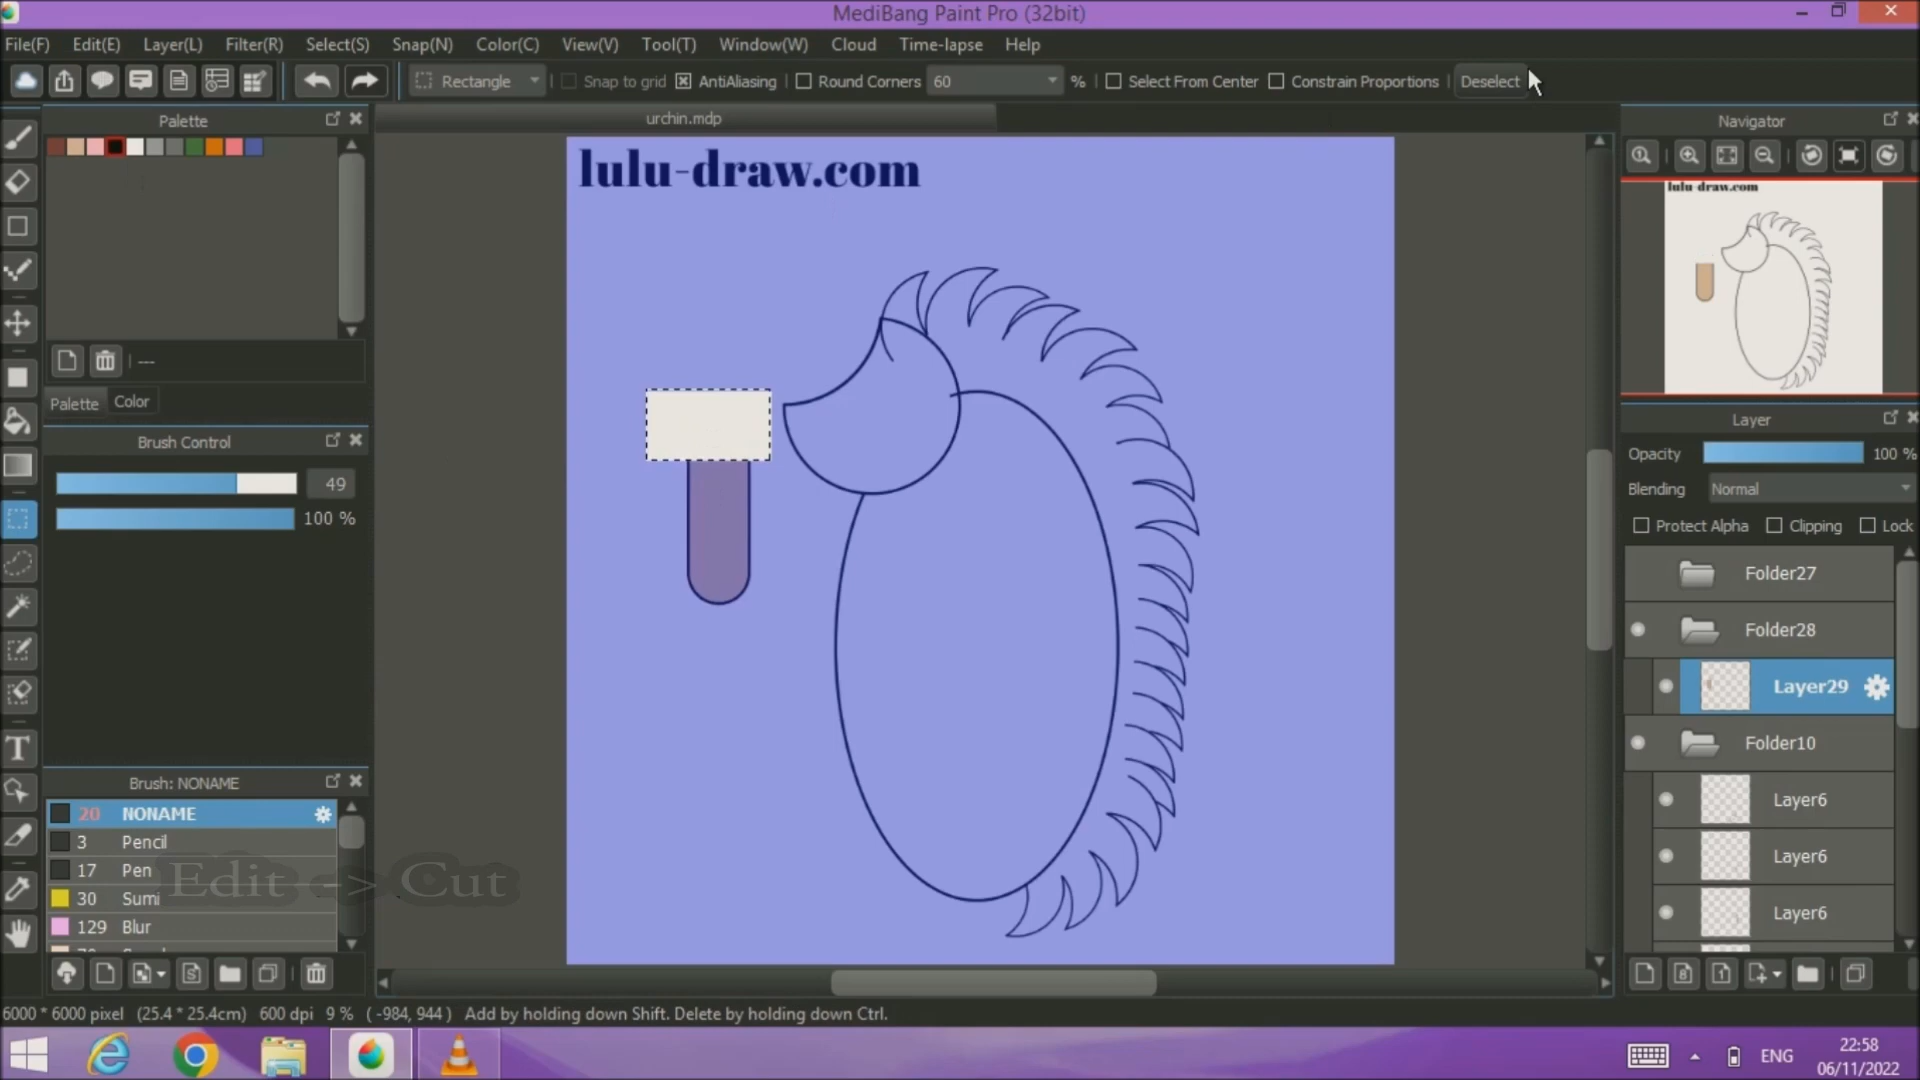 MediBang Paint Pro (32bit)
File(F) Edit(E) Layer(L) Filter(R) Select(S) Snap(N) Color(C) View(V) Tool(T) Window(W) Cloud Time-lapse Help
Rectangle Snap to grid AntiAliasing Round Corners 60 % Select From Center Constrain Proportions Deselect
Palette
urchin.mdp
Navigator
lulu-draw.com
lulu-draw.com
---
Palette Color
Brush Control
49
100 %
Layer
Opacity 100 %
Blending Normal
Protect Alpha Clipping Lock
Folder27
Folder28
Layer29
Folder10
Layer6
Layer6
Layer6
Brush: NONAME
20 NONAME
3 Pencil
17 Pen
30 Sumi
129 Blur
Edit -> Cut
6000 * 6000 pixel (25.4 * 25.4cm) 600 dpi 9 % ( -984, 944 ) Add by holding down Shift. Delete by holding down Ctrl.
ENG
22:58
06/11/2022